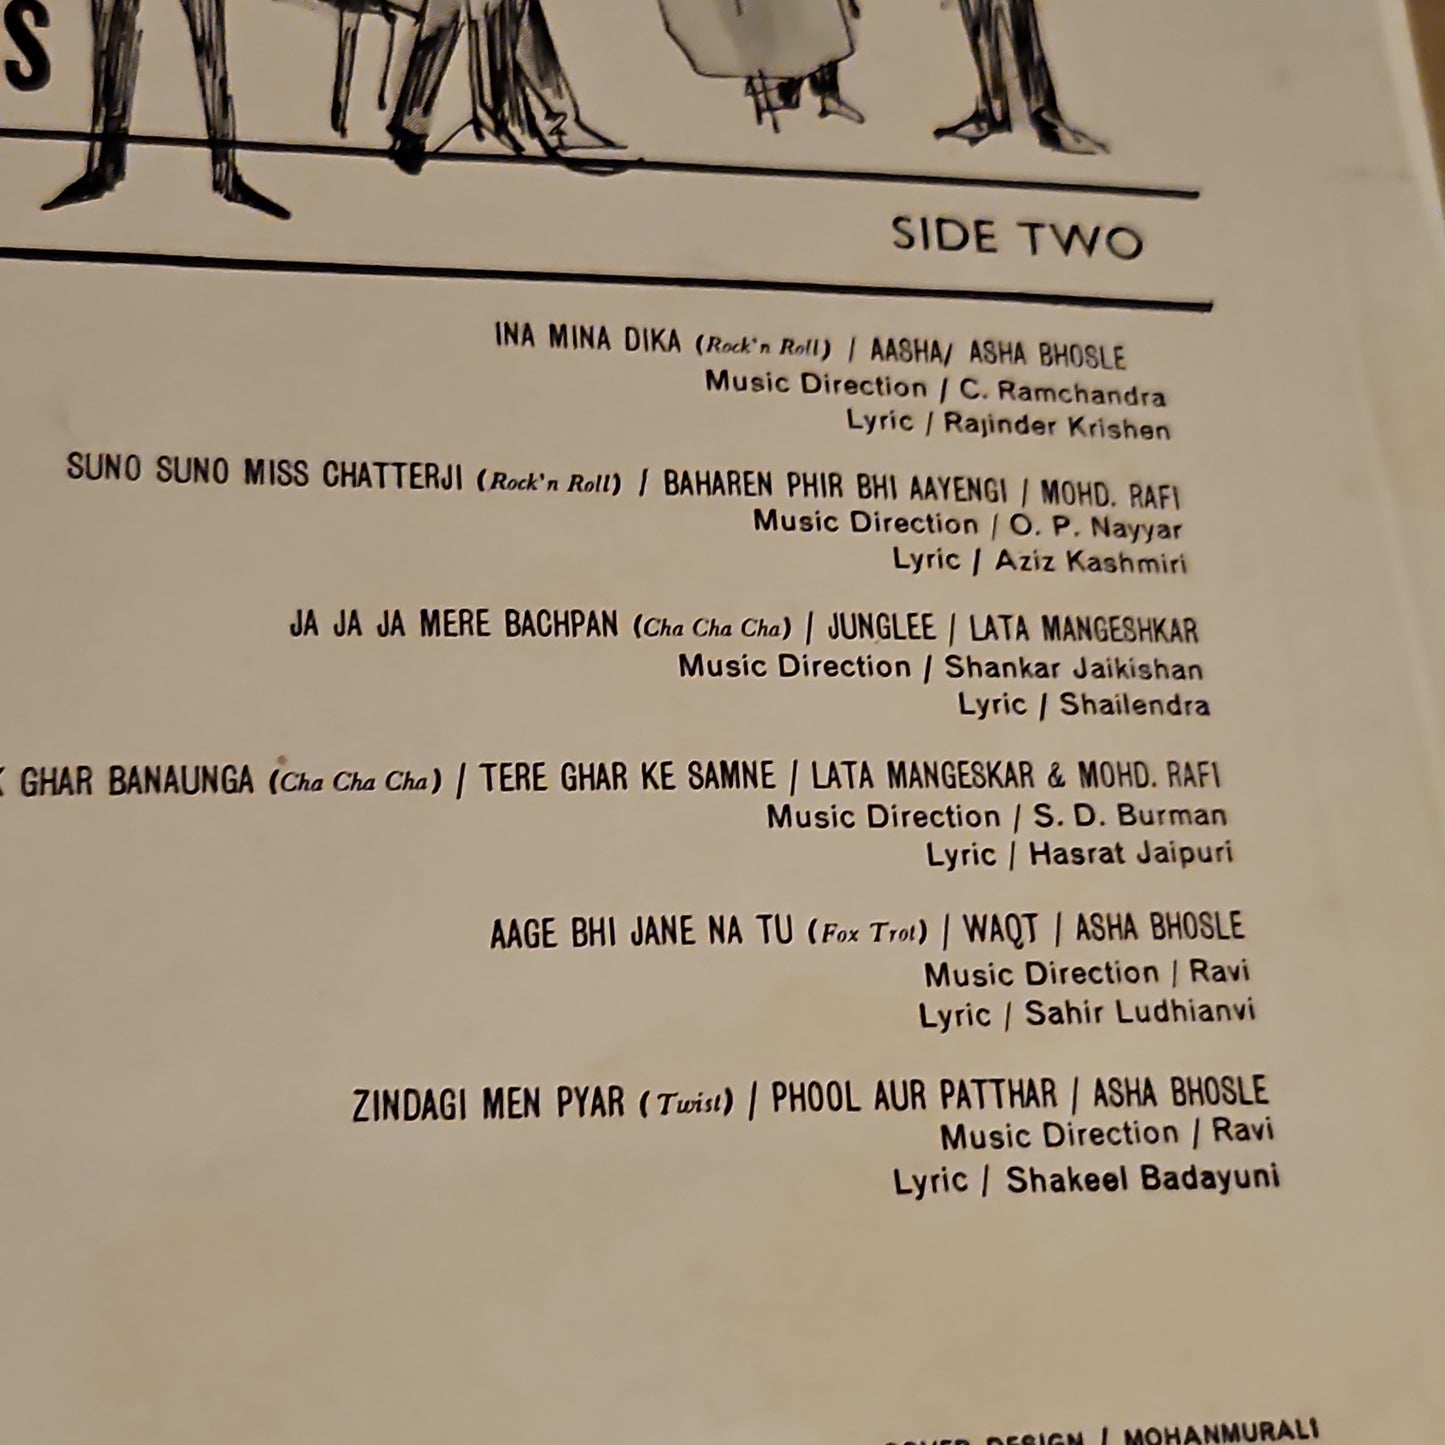 S
SIDE TWO
INA MINA DIKA (Rock'n Roll) / AASHA/ ASHA BHOSLE
Music Direction / C. Ramchandra
Lyric / Rajinder Krishen
SUNO SUNO MISS CHATTERJI (Rock'n Roll) / BAHAREN PHIR BHI AAYENGI / MOHD. RAFI
Music Direction / O. P. Nayyar
Lyric / Aziz Kashmiri
JA JA JA MERE BACHPAN (Cha Cha Cha) / JUNGLEE / LATA MANGESHKAR
Music Direction / Shankar Jaikishan
Lyric / Shailendra
GHAR BANAUNGA (Cha Cha Cha) / TERE GHAR KE SAMNE / LATA MANGESKAR & MOHD. RAFI
Music Direction / S. D. Burman
Lyric / Hasrat Jaipuri
AAGE BHI JANE NA TU (Fox Trot) / WAQT / ASHA BHOSLE
Music Direction / Ravi
Lyric / Sahir Ludhianvi
ZINDAGI MEN PYAR (Twist) / PHOOL AUR PATTHAR / ASHA BHOSLE
Music Direction / Ravi
Lyric / Shakeel Badayuni
COVER DESIGN / MOHANMURALI